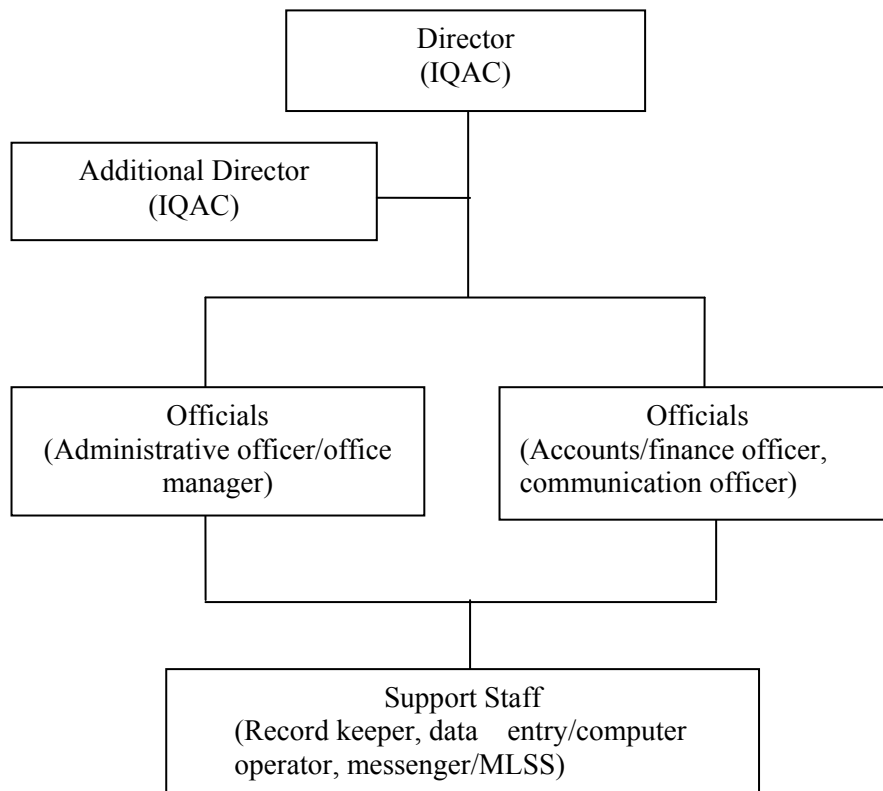 Director
(IQAC)
Additional Director
(IQAC)
Officials
(Administrative officer/office
manager)
Officials
(Accounts/finance officer,
communication officer)
Support Staff
(Record keeper, data entry/computer
operator, messenger/MLSS)